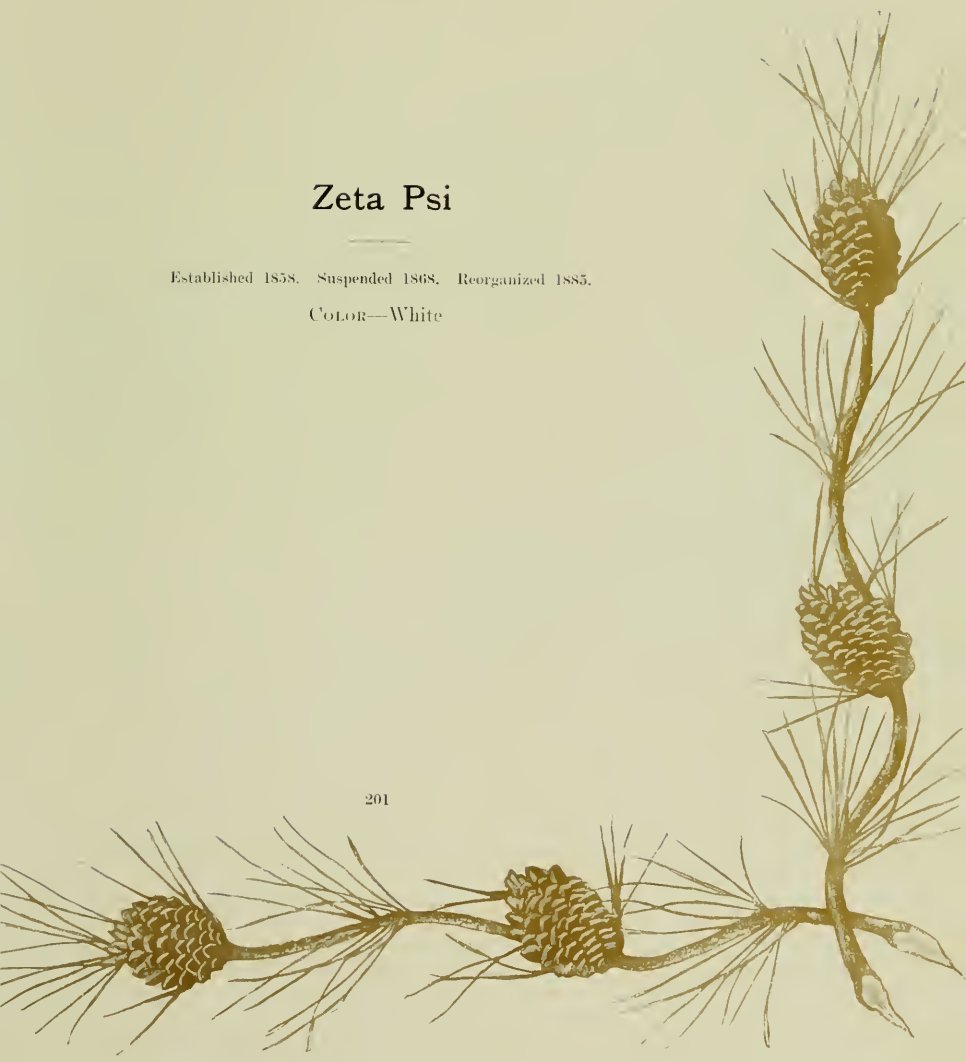 Zeta Psi
Established 1858. Suspended 1868. Reorganized 1885.
COLOR—White
201